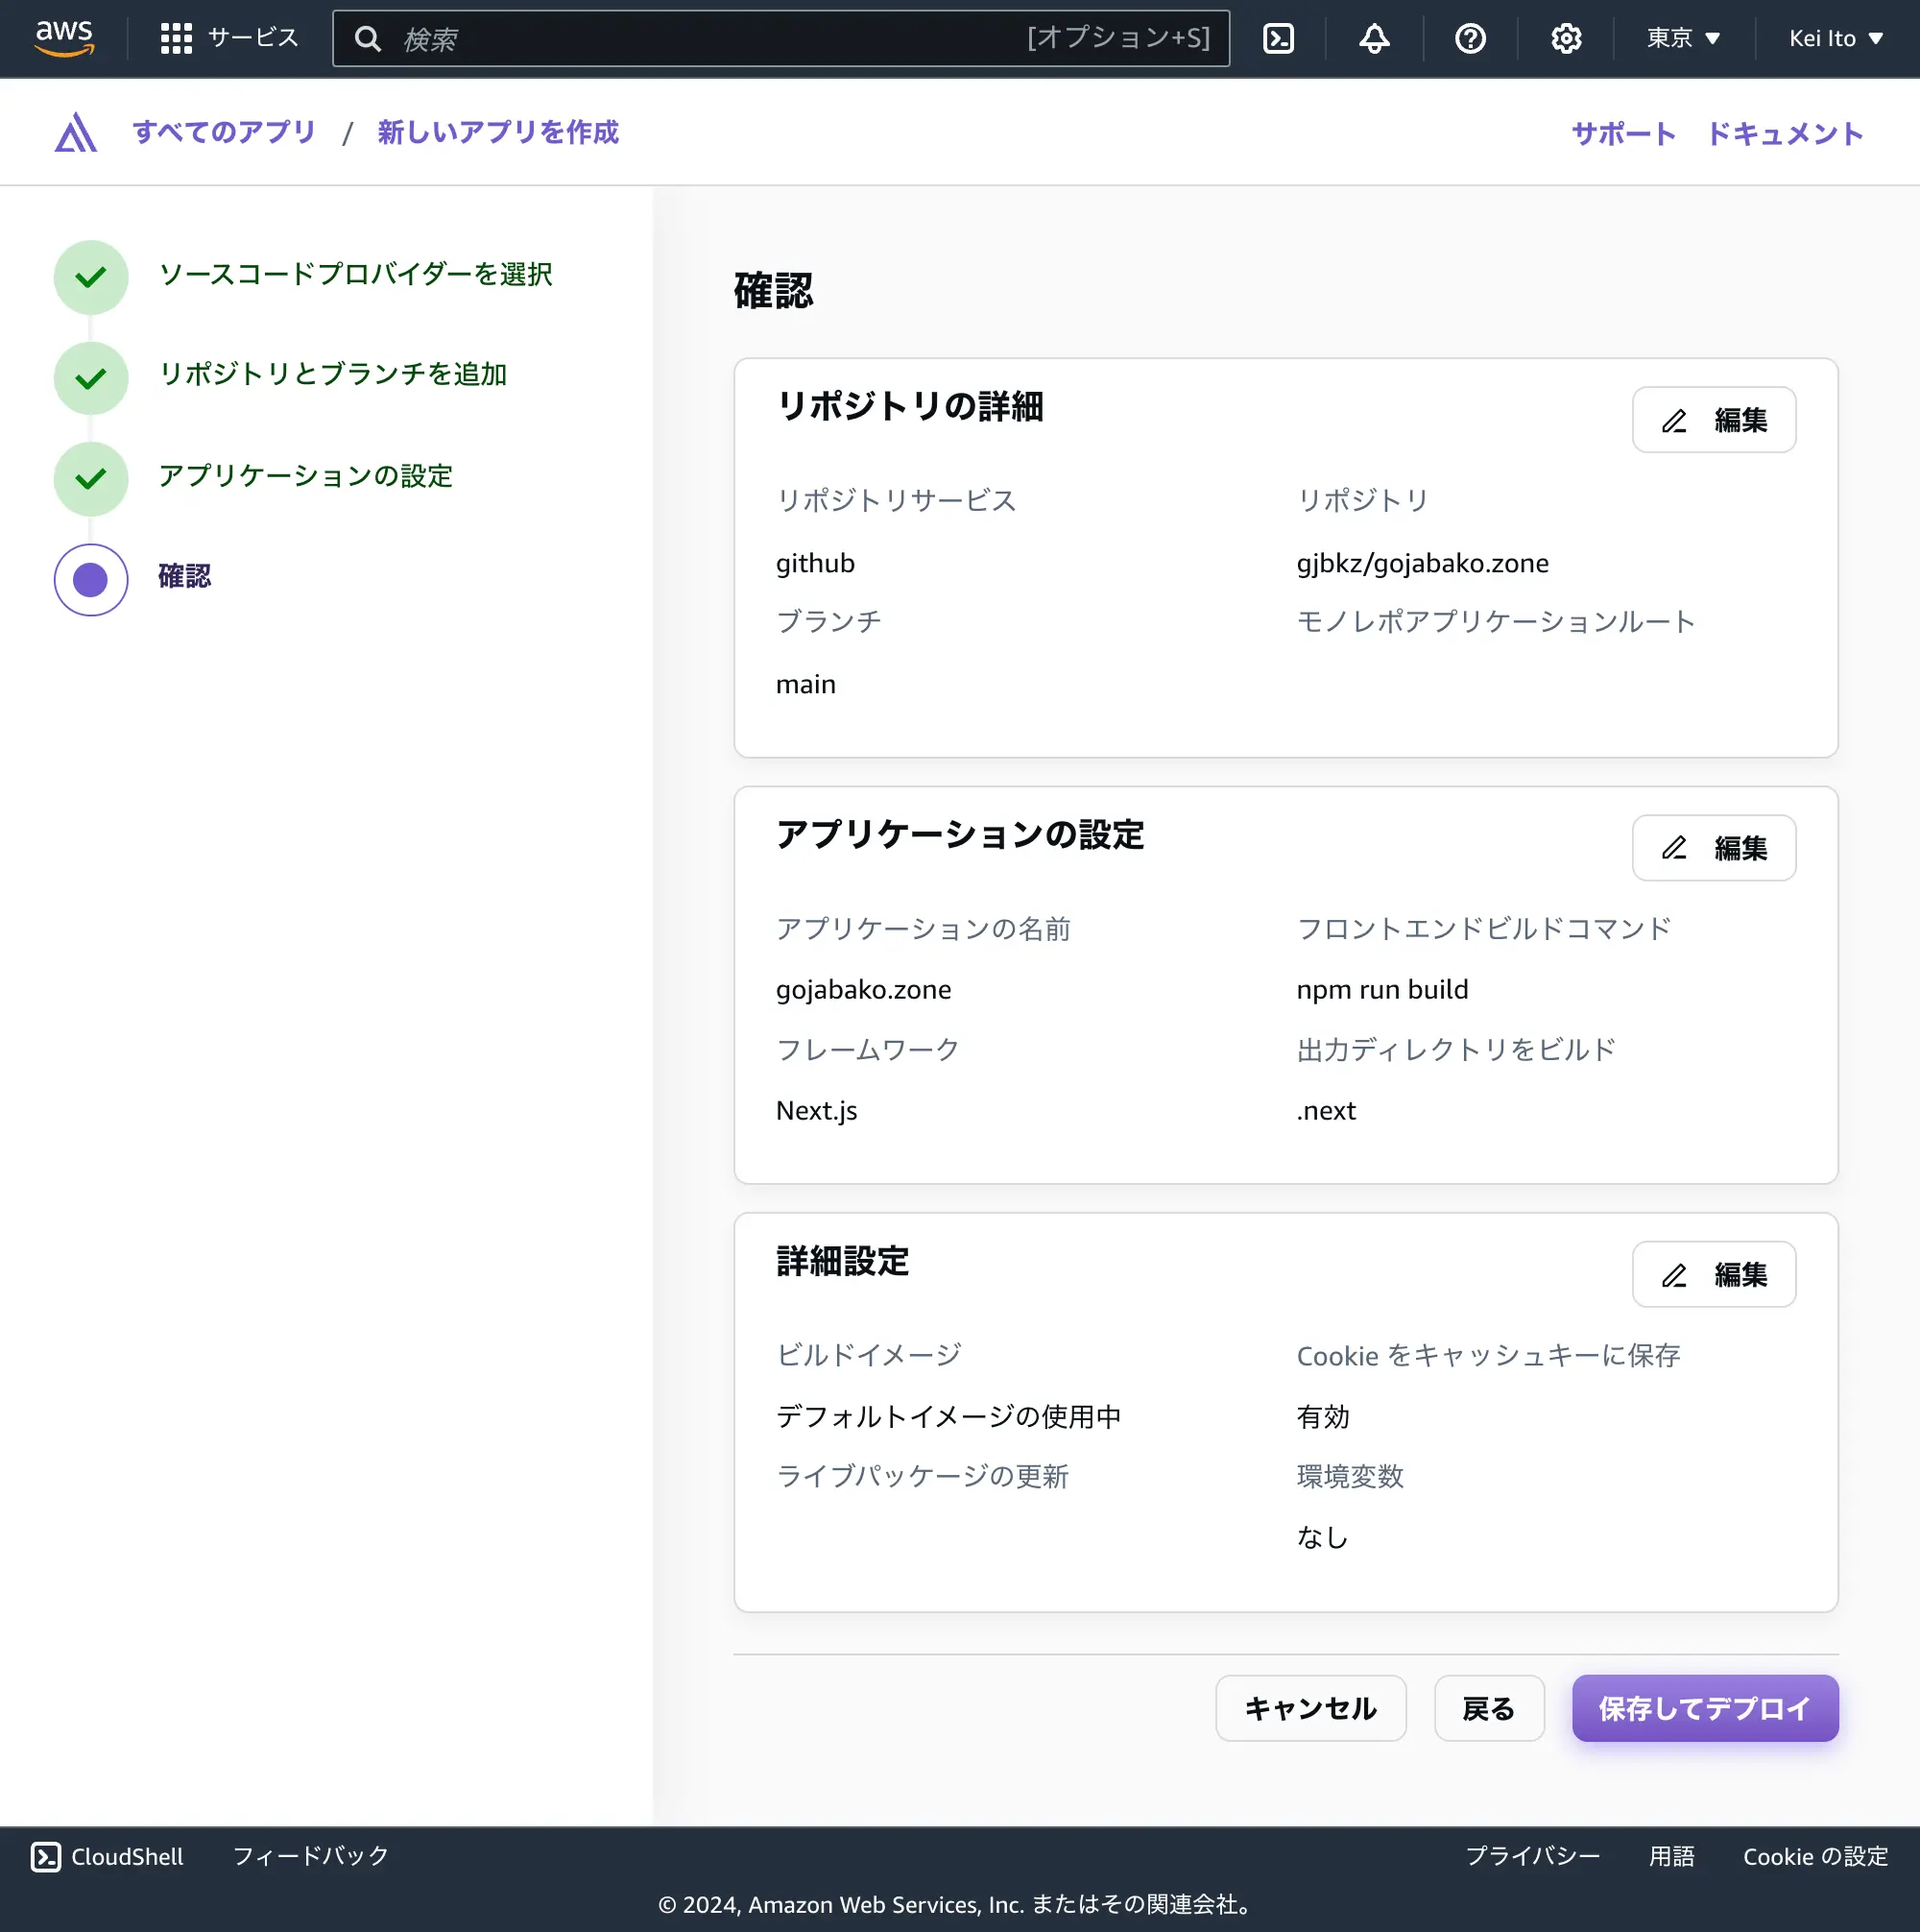 aws サービス 検索 [オプション+S] 東京 Kei Ito
すべてのアプリ / 新しいアプリを作成 サポート ドキュメント
ソースコードプロバイダーを選択
リポジトリとブランチを追加
アプリケーションの設定
確認
確認
リポジトリの詳細 編集
リポジトリサービス リポジトリ
github gjbkz/gojabako.zone
ブランチ モノレポアプリケーションルート
main
アプリケーションの設定 編集
アプリケーションの名前 フロントエンドビルドコマンド
gojabako.zone npm run build
フレームワーク 出力ディレクトリをビルド
Next.js .next
詳細設定 編集
ビルドイメージ Cookie をキャッシュキーに保存
デフォルトイメージの使用中 有効
ライブパッケージの更新 環境変数
なし
キャンセル 戻る 保存してデプロイ
CloudShell フィードバック プライバシー 用語 Cookie の設定
© 2024, Amazon Web Services, Inc. またはその関連会社。